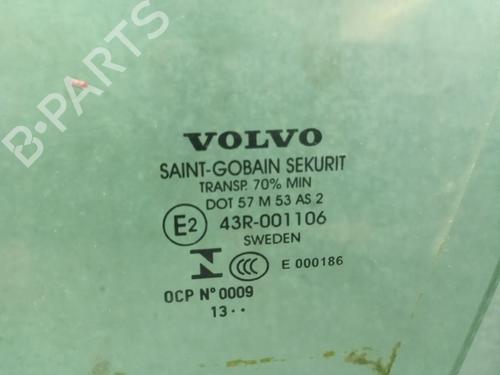 B-PARTS
VOLVO
SAINT-GOBAIN SEKURIT
TRANSP. 70% MIN
DOT 57 M 53 AS 2
E2 43R-001106
SWEDEN
N CCC E 000186
OCP N° 0009
13··